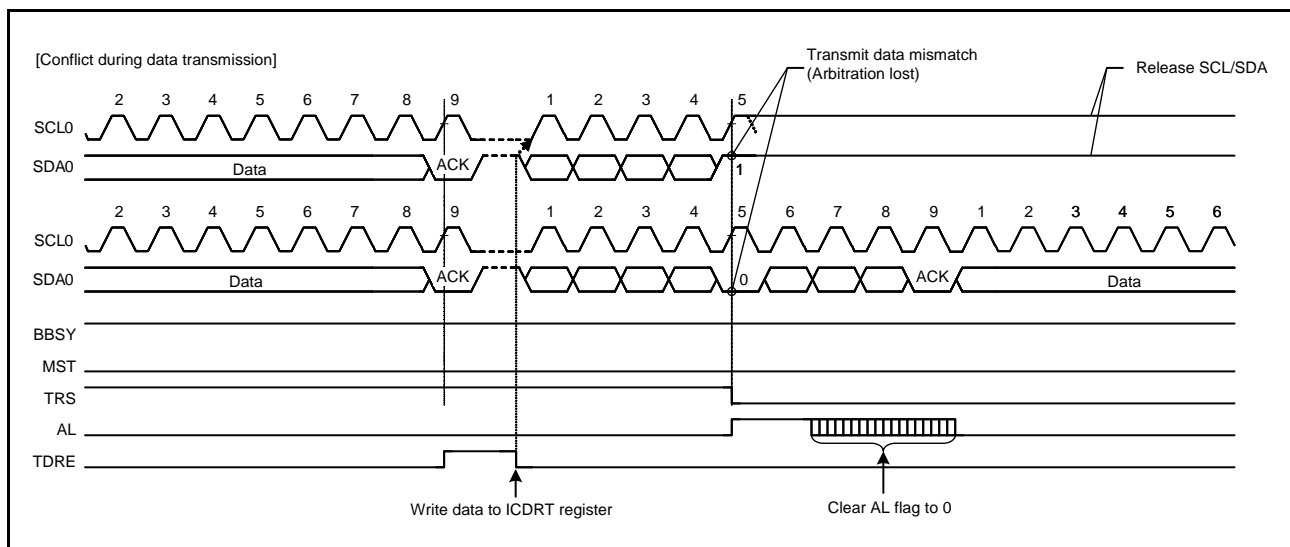 [Conflict during data transmission]
Transmit data mismatch
(Arbitration lost)
Release SCL/SDA
2 3 4 5 6 7 8 9 1 2 3 4 5
SCL0
SDA0 Data ACK 1
2 3 4 5 6 7 8 9 1 2 3 4 5 6 7 8 9 1 2 3 4 5 6
SCL0
SDA0 Data ACK 0 ACK Data
BBSY
MST
TRS
AL
TDRE
Write data to ICDRT register
Clear AL flag to 0